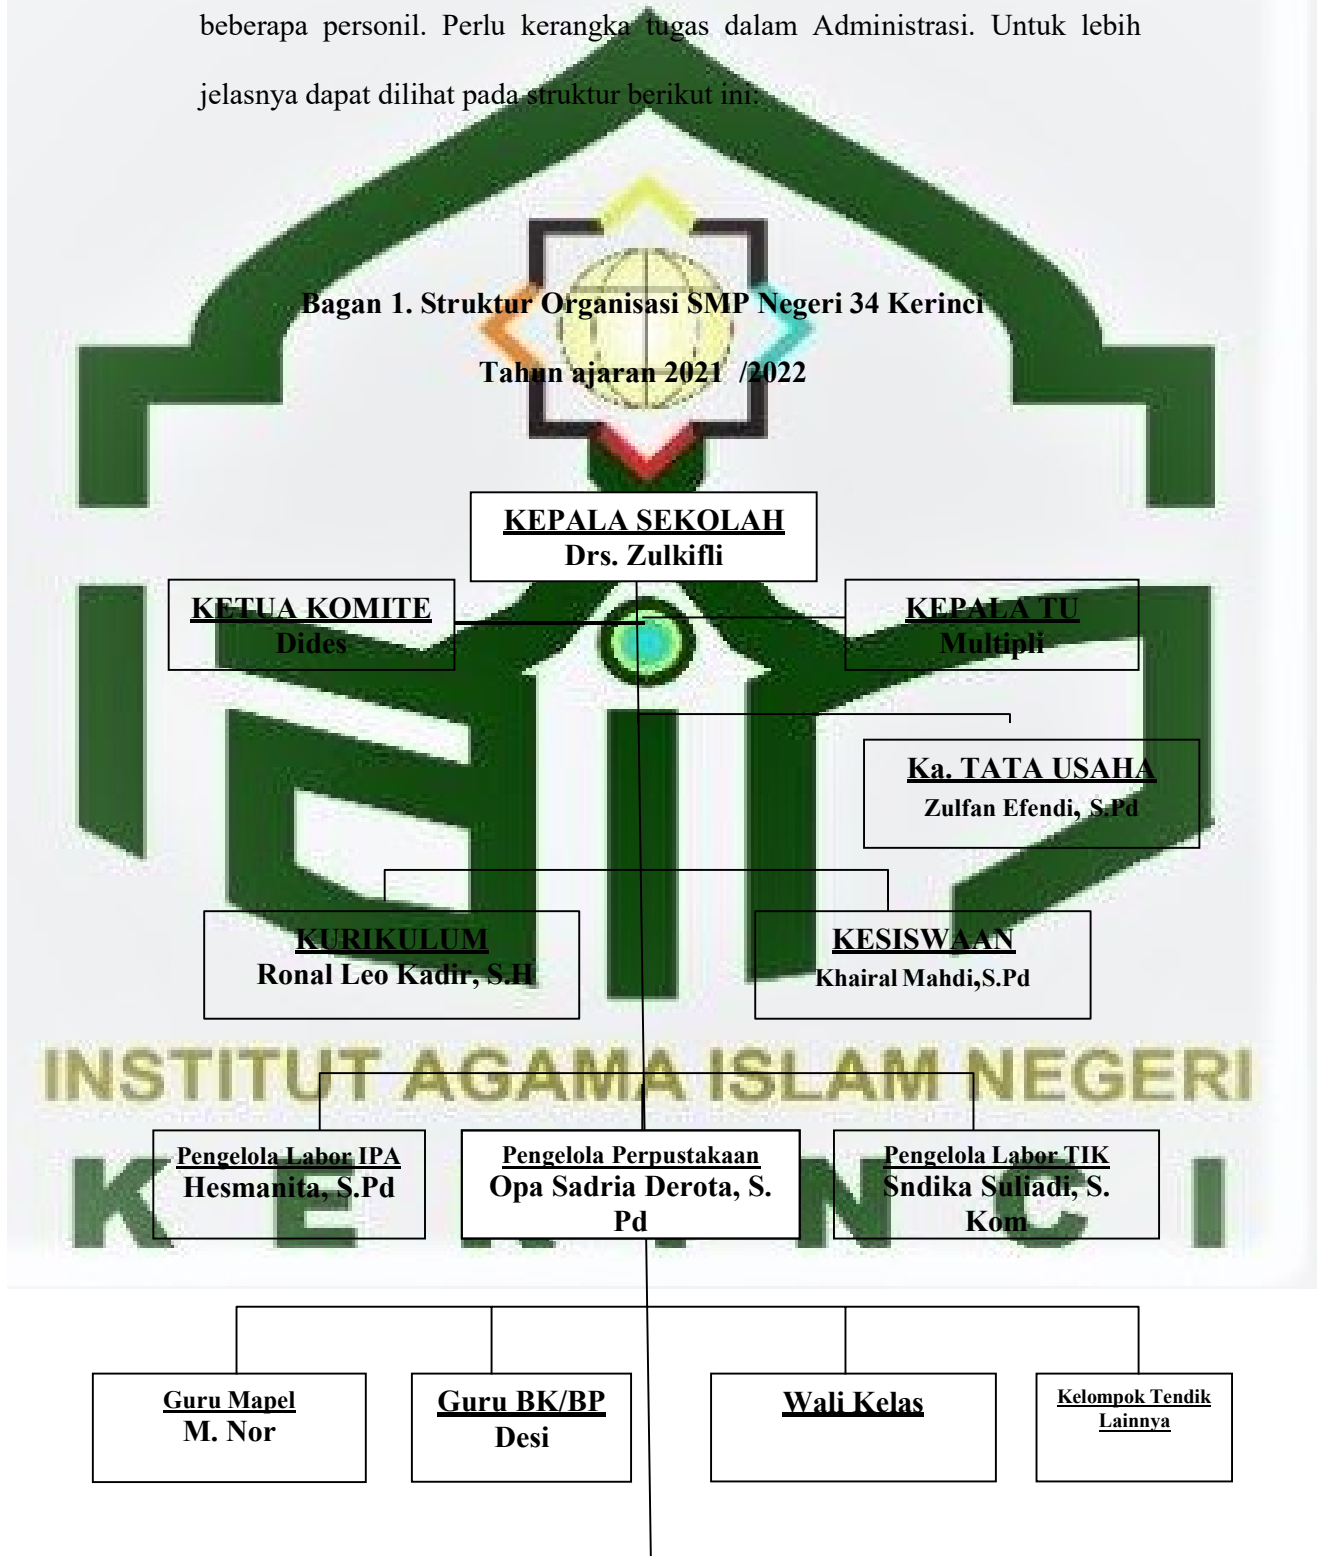 beberapa personil. Perlu kerangka tugas dalam Administrasi. Untuk lebih
jelasnya dapat dilihat pada struktur berikut ini:
Bagan 1. Struktur Organisasi SMP Negeri 34 Kerinci
Tahun ajaran 2021 /2022
KEPALA SEKOLAH
Drs. Zulkifli
KETUA KOMITE
Dides
KEPALA TU
Multipli
Ka. TATA USAHA
Zulfan Efendi, S.Pd
KURIKULUM
Ronal Leo Kadir, S.H
KESISWAAN
Khairal Mahdi,S.Pd
INSTITUT AGAMA ISLAM NEGERI
KERINCI
Pengelola Labor IPA
Hesmanita, S.Pd
Pengelola Perpustakaan
Opa Sadria Derota, S.
Pd
Pengelola Labor TIK
Sndika Suliadi, S.
Kom
Guru Mapel
M. Nor
Guru BK/BP
Desi
Wali Kelas
Kelompok Tendik
Lainnya